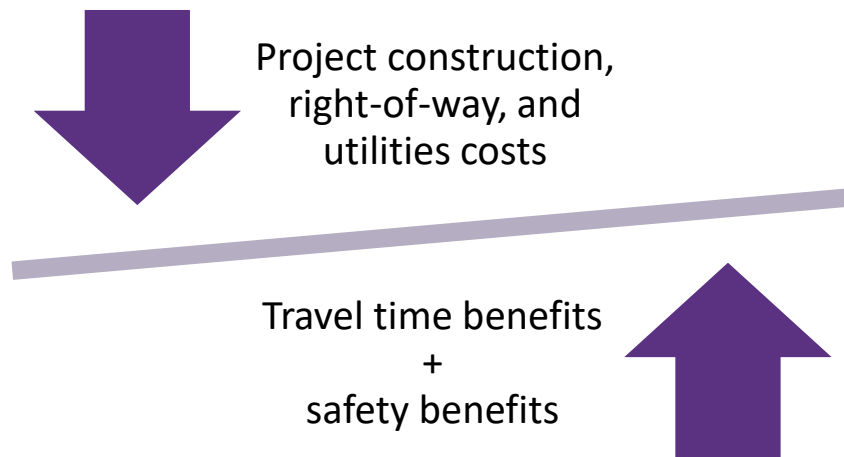 Project construction,
right-of-way, and
utilities costs
Travel time benefits
+
safety benefits